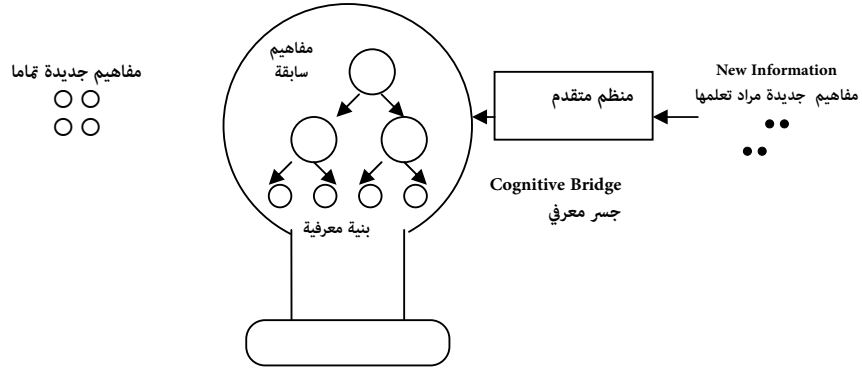 مفاهيم
سابقة
مفاهيم جديدة تماما
منظم متقدم
New Information
مفاهيم جديدة مراد تعلمها
Cognitive Bridge
جسر معرفي
بنية معرفية